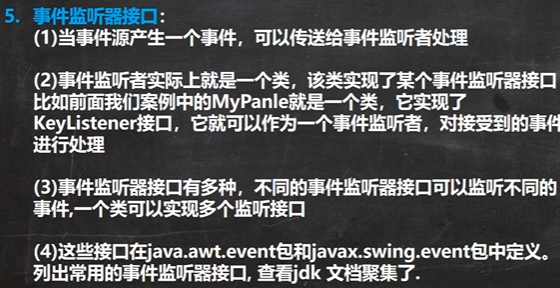 5. 事件监听器接口：
(1)当事件源产生一个事件，可以传送给事件监听者处理
(2)事件监听者实际上就是一个类，该类实现了某个事件监听器接口
比如前面我们案例中的MyPanle就是一个类，它实现了
KeyListener接口，它就可以作为一个事件监听者，对接受到的事件
进行处理
(3)事件监听器接口有多种，不同的事件监听器接口可以监听不同的
事件,一个类可以实现多个监听接口
(4)这些接口在java.awt.event包和javax.swing.event包中定义。
列出常用的事件监听器接口, 查看jdk 文档聚集了.